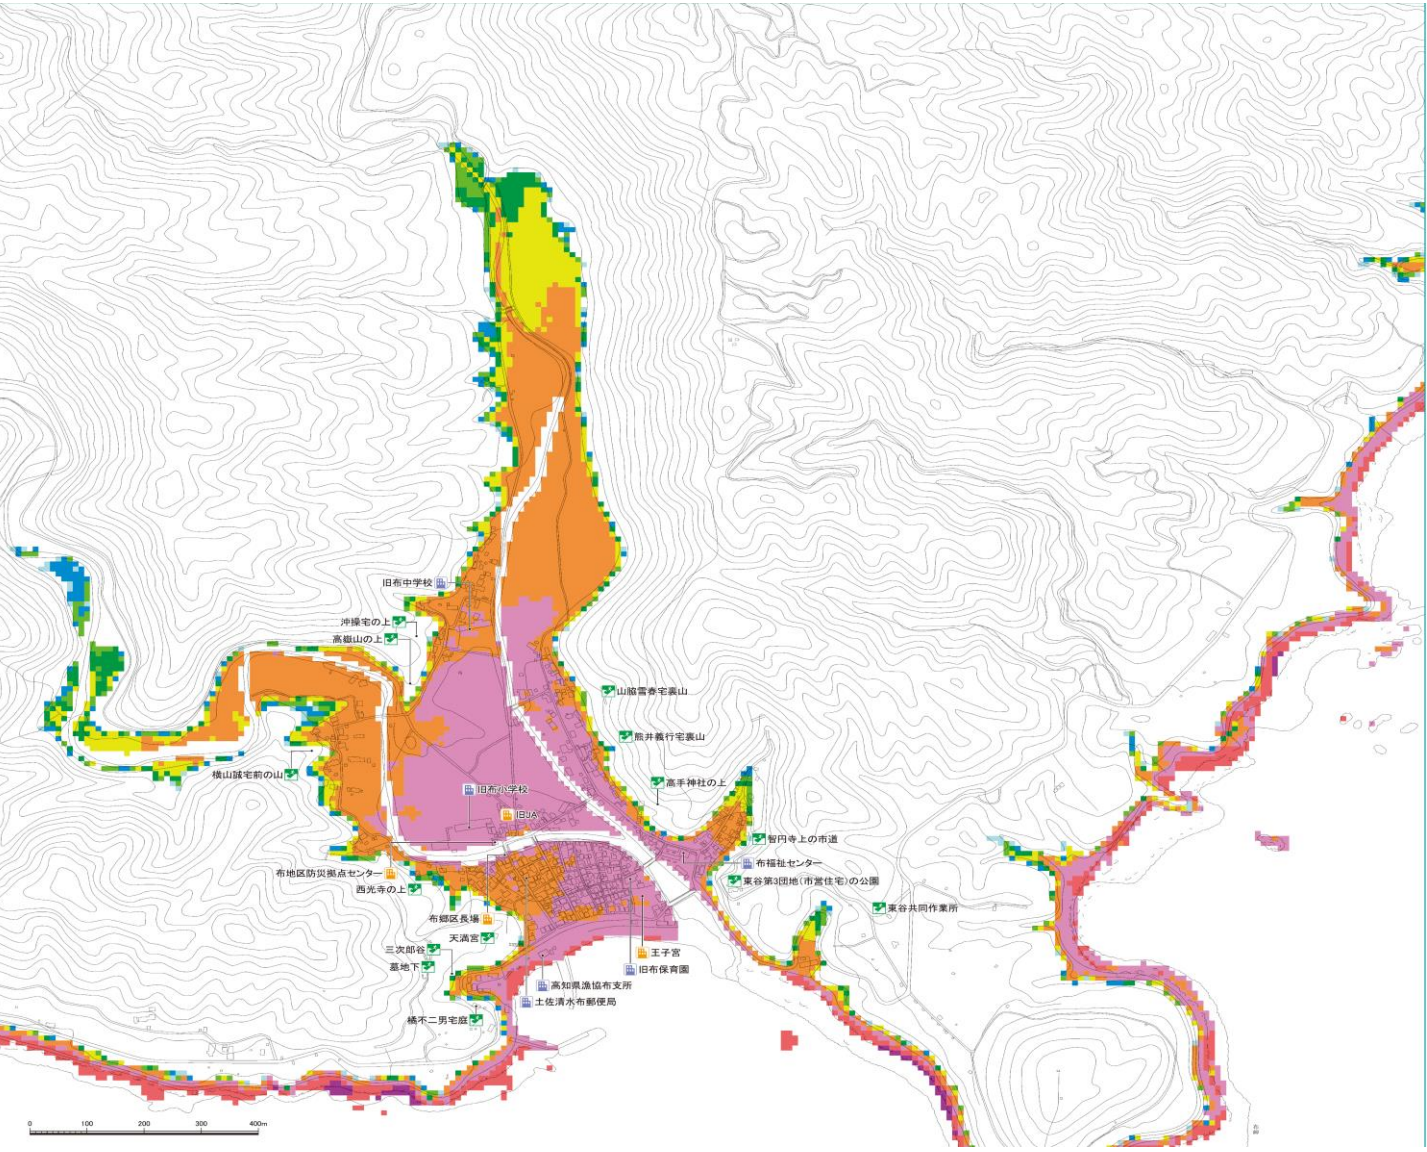 旧布中学校
沖操宅の上
高嶽山の上
山脇雪春宅裏山
熊井義行宅裏山
横山誠宅前の山
高手神社の上
旧布小学校
旧JA
智円寺上の市道
布福祉センター
布地区防災拠点センター
東谷第3団地(市営住宅)の公園
西光寺の上
東谷共同作業所
布郷区長場
天満宮
三次郎谷
王子宮
墓地下
旧布保育園
高知県漁協布支所
土佐清水布郵便局
橘不二男宅庭
0 100 200 300 400m